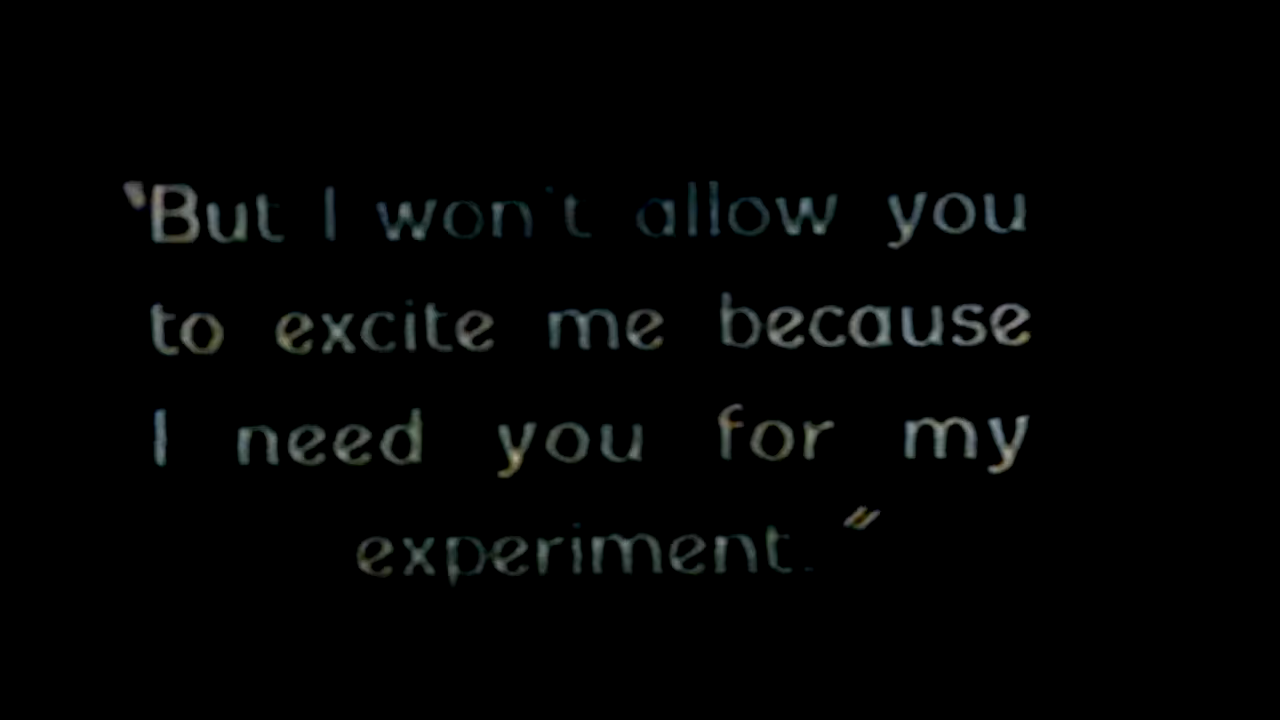 "But I won't allow you
to excite me because
I need you for my
experiment."